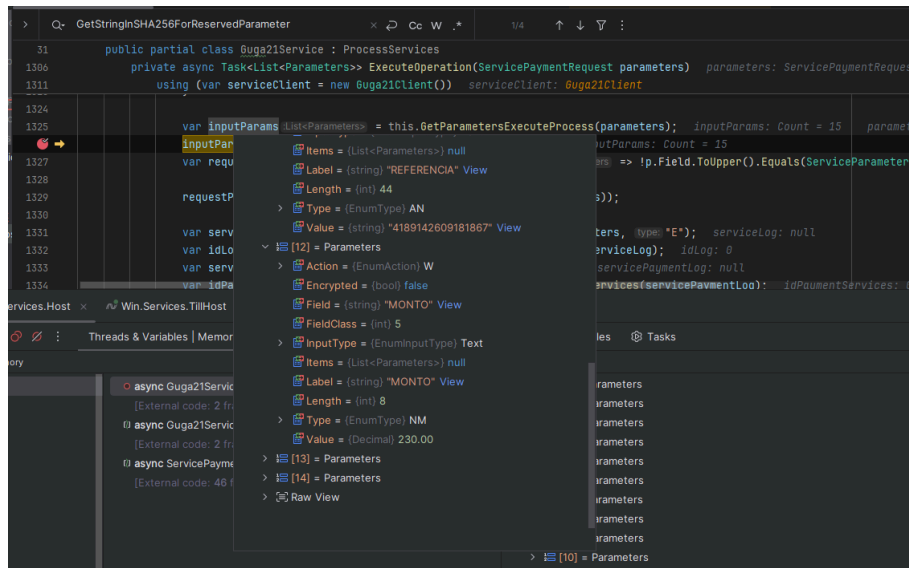 GetStringInSHA256ForReservedParameter Cc W .* 1/4
31 public partial class Guga21Service : ProcessServices
1306 private async Task<List<Parameters>> ExecuteOperation(ServicePaymentRequest parameters) parameters: ServicePaymentReques
1311 using (var serviceClient = new Guga21Client()) serviceClient: Guga21Client
1324
1325 var inputParams :List<Parameters> = this.GetParametersExecuteProcess(parameters); inputParams: Count = 15 paramet
inputPar utParams: Count = 15
1327 var requ ers => !p.Field.ToUpper().Equals(ServiceParameter
1328
1329 requestP s));
1330
1331 var serv ters, type: "E"); serviceLog: null
1332 var idLo erviceLog); idLog: 0
1333 var serv servicePaymentLog: null
1334 var idPa ervices(servicePaymentLog); idPaumentServices: 0
Items = {List<Parameters>} null
Label = {string} "REFERENCIA" View
Length = {int} 44
Type = {EnumType} AN
Value = {string} "4189142609181867" View
[12] = Parameters
Action = {EnumAction} W
Encrypted = {bool} false
Field = {string} "MONTO" View
FieldClass = {int} 5
InputType = {EnumInputType} Text
Items = {List<Parameters>} null
Label = {string} "MONTO" View
Length = {int} 8
Type = {EnumType} NM
Value = {Decimal} 230.00
[13] = Parameters
[14] = Parameters
Raw View
ervices.Host Win.Services.TillHost
Threads & Variables Memor les Tasks
ory
async Guga21Servic
[External code: 2 fr
async Guga21Servic
[External code: 2 fr
async ServicePayme
[External code: 46 f
arameters
arameters
arameters
arameters
arameters
arameters
arameters
arameters
arameters
[10] = Parameters